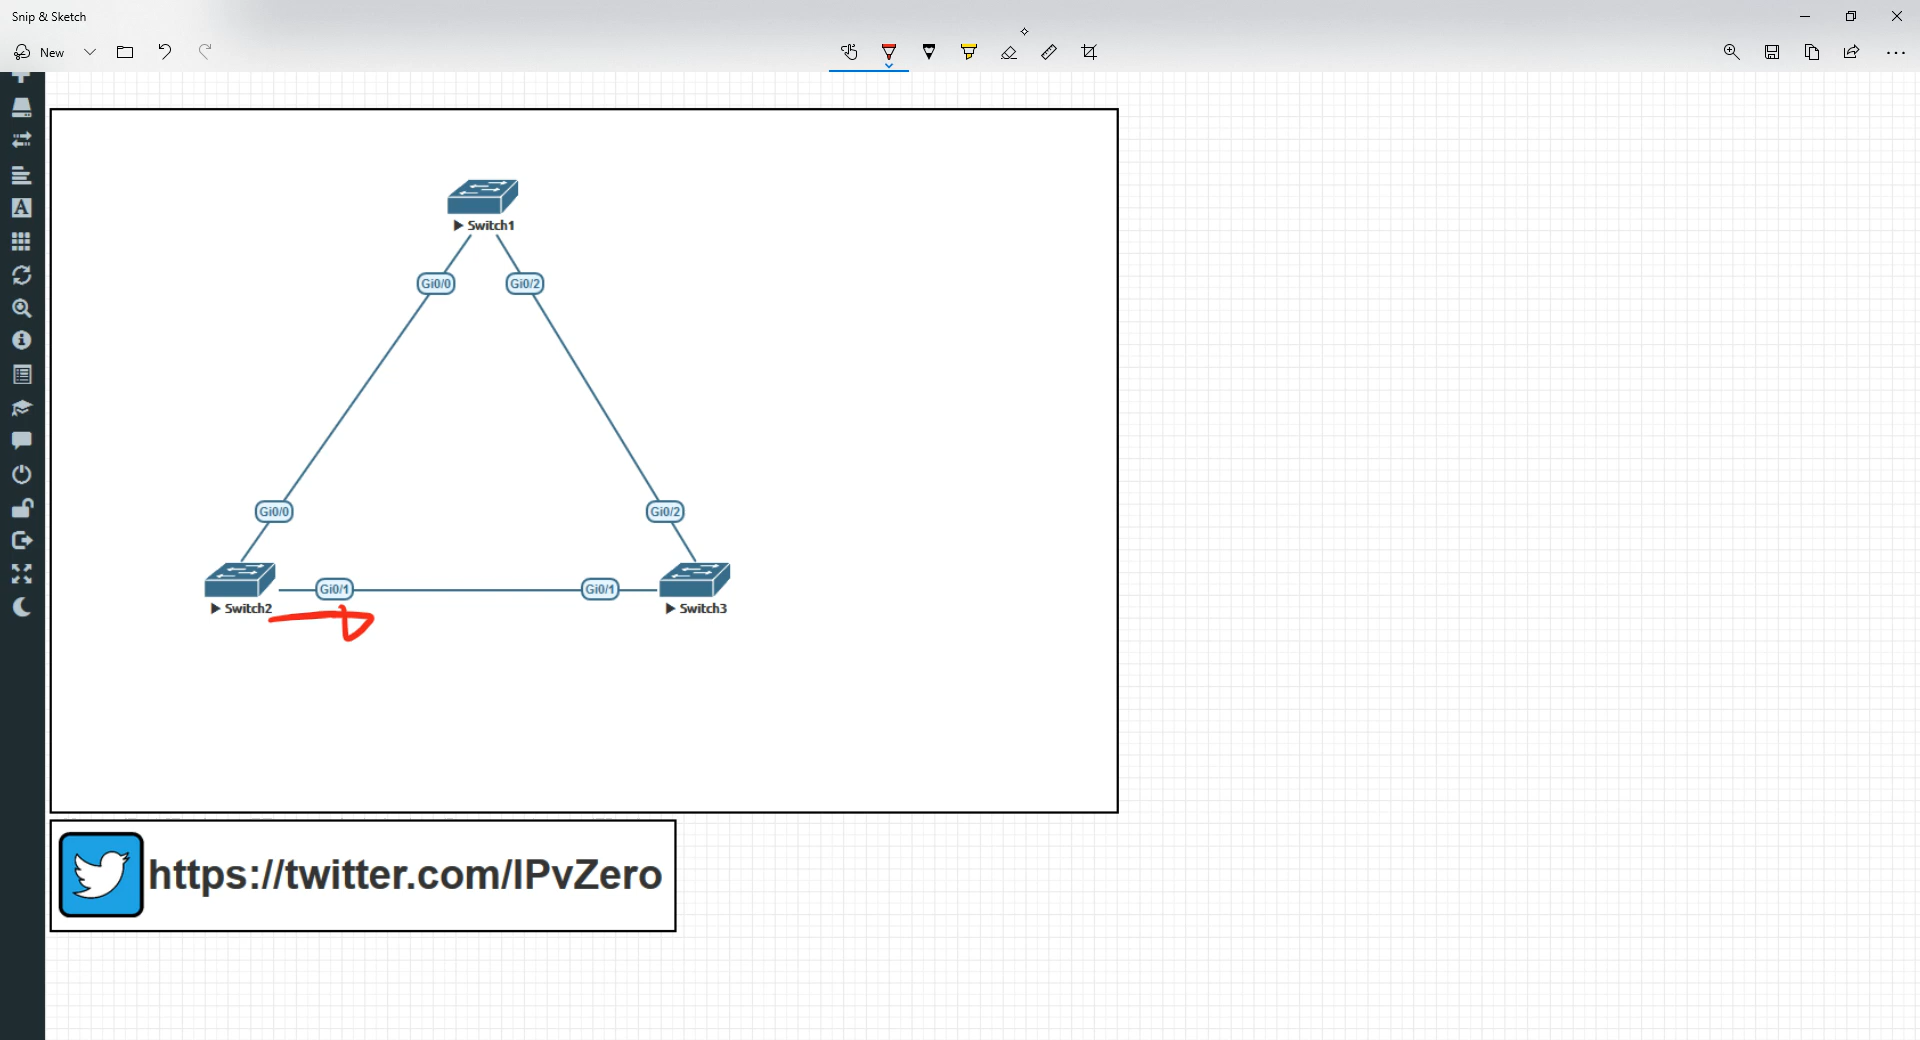 Snip & Sketch
New
Switch1
Gi0/0 Gi0/2
Gi0/0 Gi0/2
Gi0/1 Gi0/1
Switch2 Switch3
https://twitter.com/IPvZero